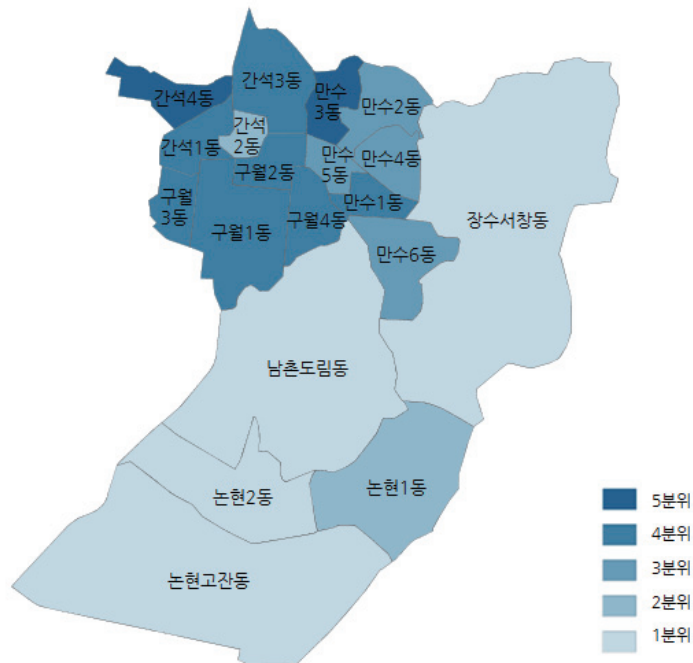 간석3동
간석4동
만수
3동
만수2동
간석
2동
간석1동
만수
5동
만수4동
구월2동
구월
3동
만수1동
구월4동
구월1동
장수서창동
만수6동
남촌도림동
논현1동
논현2동
논현고잔동
5분위
4분위
3분위
2분위
1분위